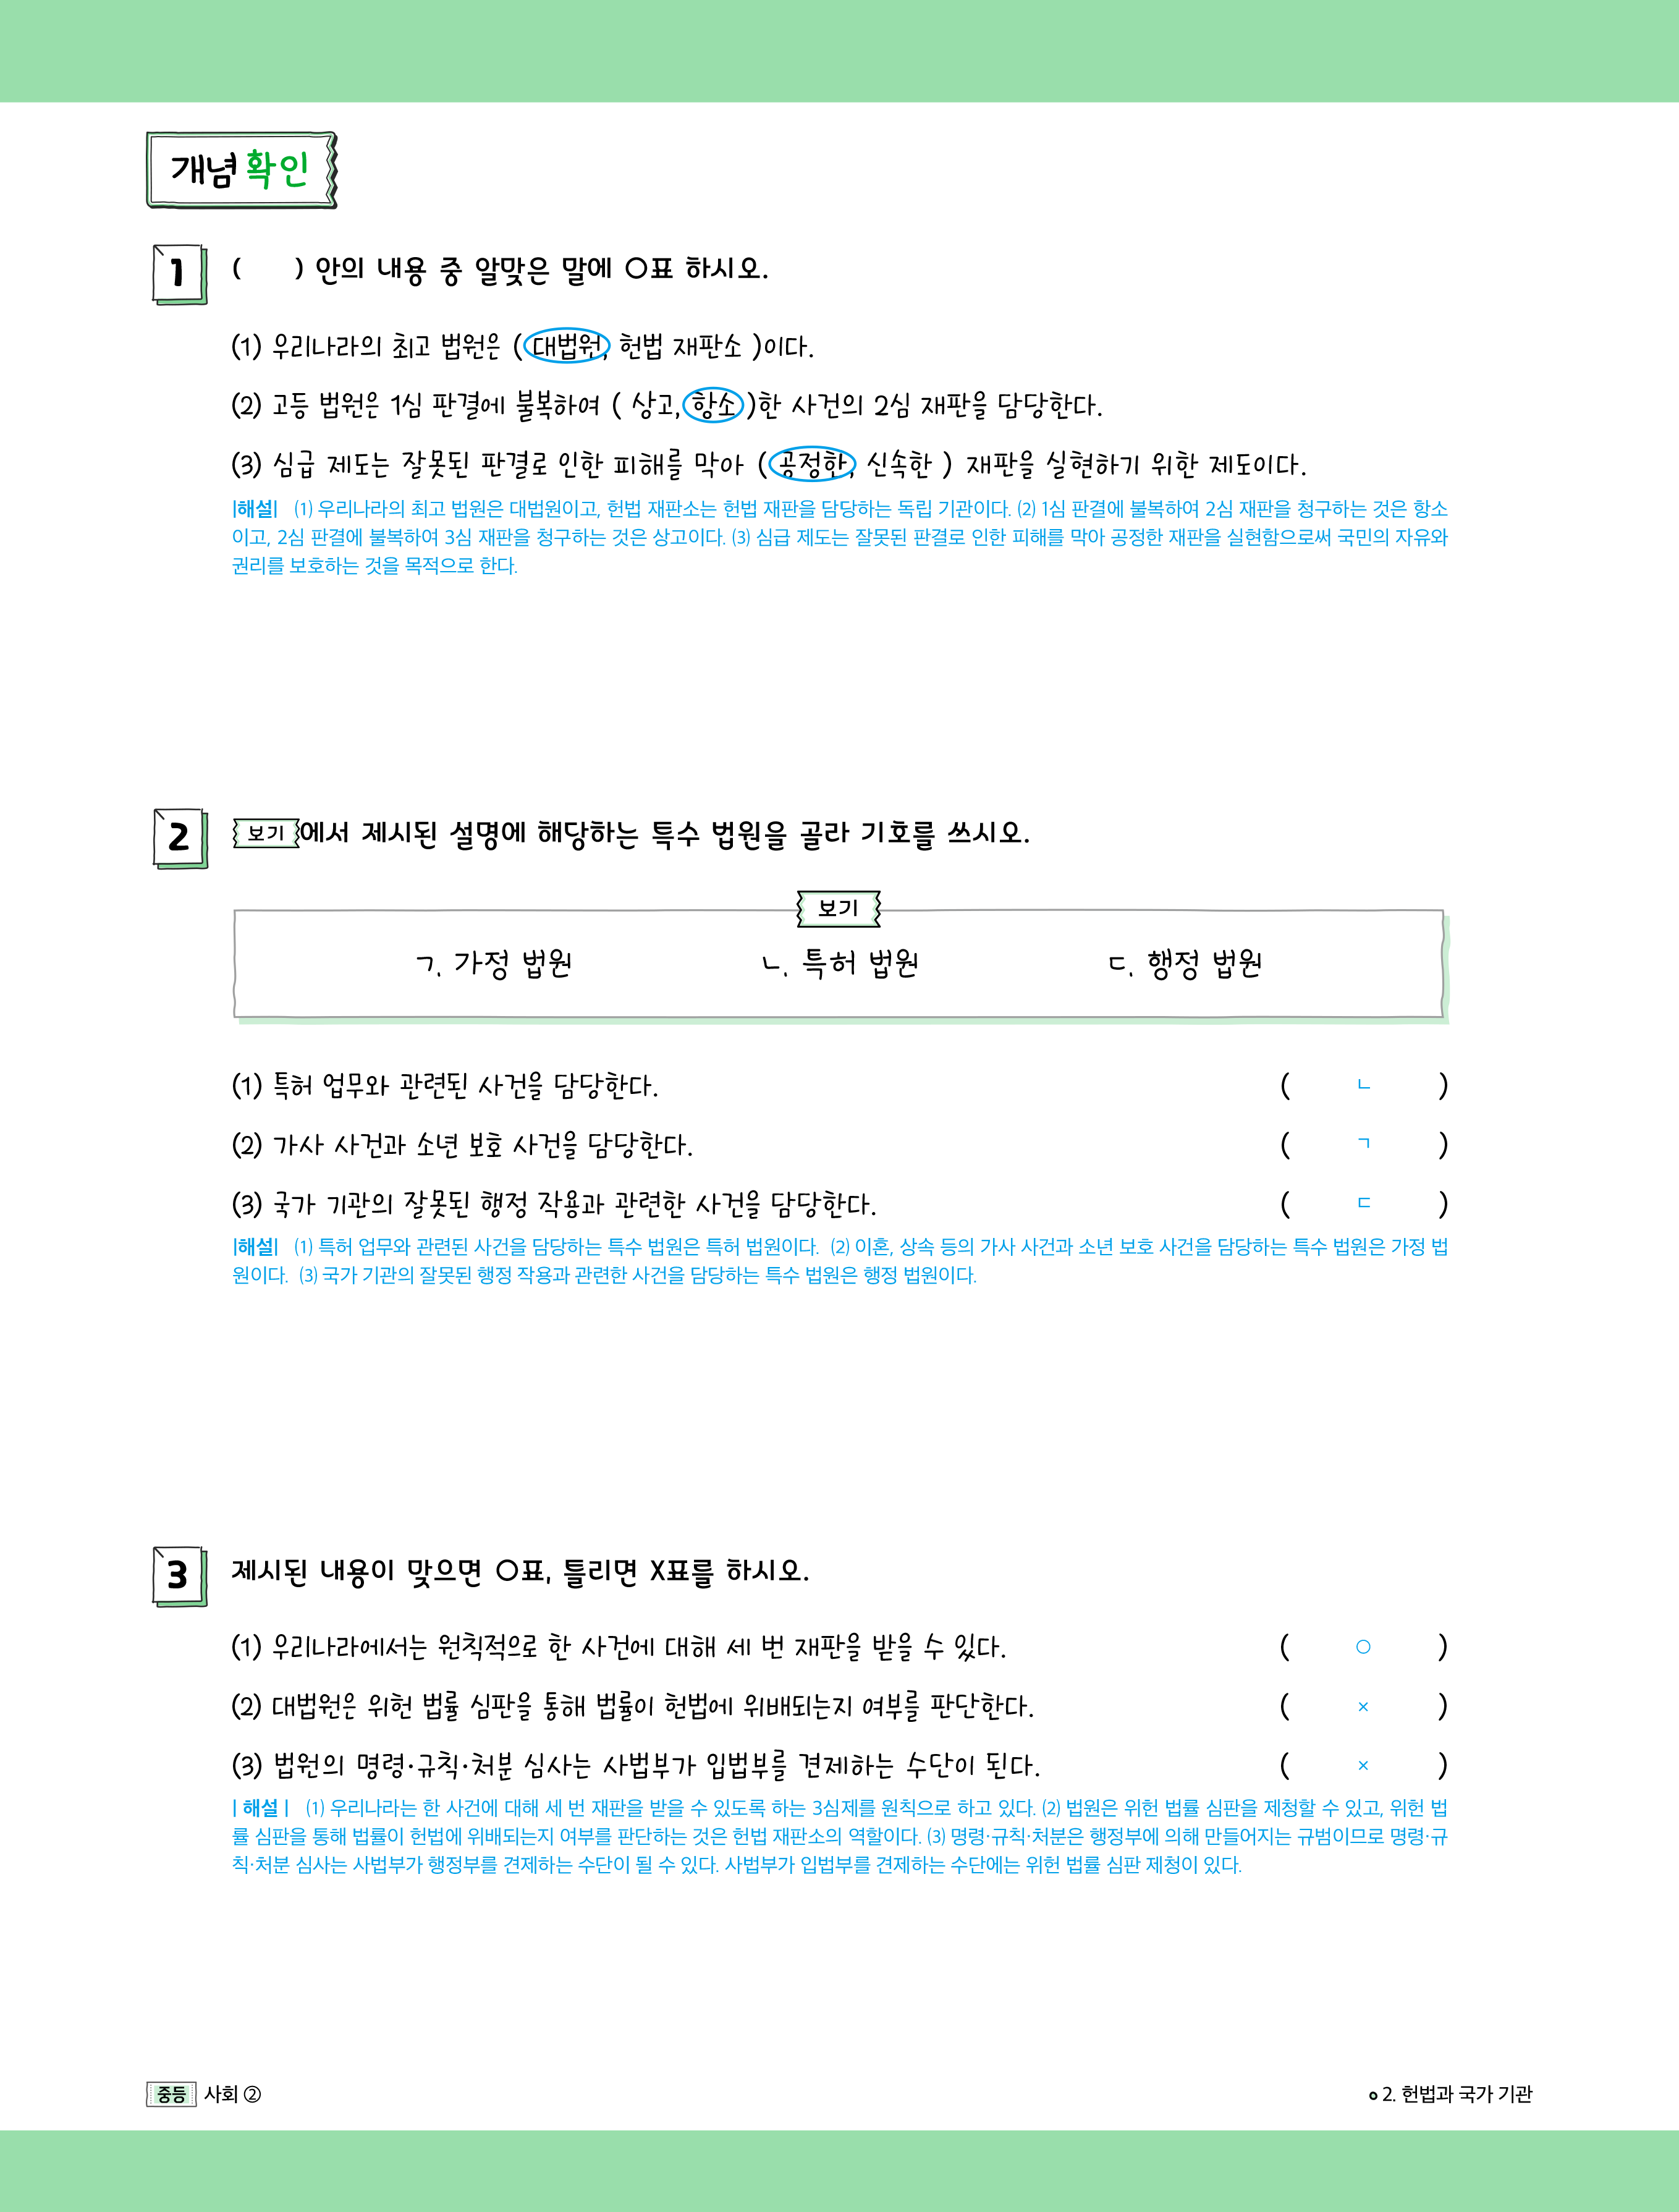 개념 확인
1 (      ) 안의 내용 중 알맞은 말에 ○표 하시오.
(1) 우리나라의 최고 법원은 ( 대법원, 헌법 재판소 )이다.
(2) 고등 법원은 1심 판결에 불복하여 ( 상고, 항소 )한 사건의 2심 재판을 담당한다.
(3) 심급 제도는 잘못된 판결로 인한 피해를 막아 ( 공정한, 신속한 ) 재판을 실현하기 위한 제도이다.
|해설| (1) 우리나라의 최고 법원은 대법원이고, 헌법 재판소는 헌법 재판을 담당하는 독립 기관이다. (2) 1심 판결에 불복하여 2심 재판을 청구하는 것은 항소
이고, 2심 판결에 불복하여 3심 재판을 청구하는 것은 상고이다. (3) 심급 제도는 잘못된 판결로 인한 피해를 막아 공정한 재판을 실현함으로써 국민의 자유와
권리를 보호하는 것을 목적으로 한다.
2 보기 에서 제시된 설명에 해당하는 특수 법원을 골라 기호를 쓰시오.
보기
ㄱ. 가정 법원 ㄴ. 특허 법원 ㄷ. 행정 법원
(1) 특허 업무와 관련된 사건을 담당한다. ( ㄴ )
(2) 가사 사건과 소년 보호 사건을 담당한다. ( ㄱ )
(3) 국가 기관의 잘못된 행정 작용과 관련한 사건을 담당한다. ( ㄷ )
|해설| (1) 특허 업무와 관련된 사건을 담당하는 특수 법원은 특허 법원이다. (2) 이혼, 상속 등의 가사 사건과 소년 보호 사건을 담당하는 특수 법원은 가정 법
원이다. (3) 국가 기관의 잘못된 행정 작용과 관련한 사건을 담당하는 특수 법원은 행정 법원이다.
3 제시된 내용이 맞으면 ○표, 틀리면 X표를 하시오.
(1) 우리나라에서는 원칙적으로 한 사건에 대해 세 번 재판을 받을 수 있다. ( ○ )
(2) 대법원은 위헌 법률 심판을 통해 법률이 헌법에 위배되는지 여부를 판단한다. ( × )
(3) 법원의 명령·규칙·처분 심사는 사법부가 입법부를 견제하는 수단이 된다. ( × )
| 해설 | (1) 우리나라는 한 사건에 대해 세 번 재판을 받을 수 있도록 하는 3심제를 원칙으로 하고 있다. (2) 법원은 위헌 법률 심판을 제청할 수 있고, 위헌 법
률 심판을 통해 법률이 헌법에 위배되는지 여부를 판단하는 것은 헌법 재판소의 역할이다. (3) 명령·규칙·처분은 행정부에 의해 만들어지는 규범이므로 명령·규
칙·처분 심사는 사법부가 행정부를 견제하는 수단이 될 수 있다. 사법부가 입법부를 견제하는 수단에는 위헌 법률 심판 제청이 있다.
중등 사회 ② 2. 헌법과 국가 기관